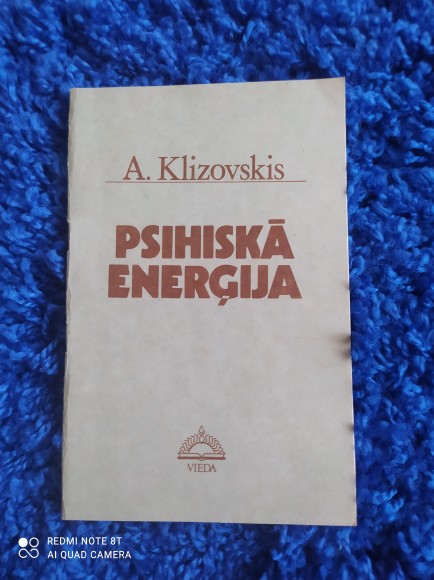 A. Klizovskis
PSIHISKĀ
ENERĢIJA
VIEDA
REDMI NOTE 8T
AI QUAD CAMERA